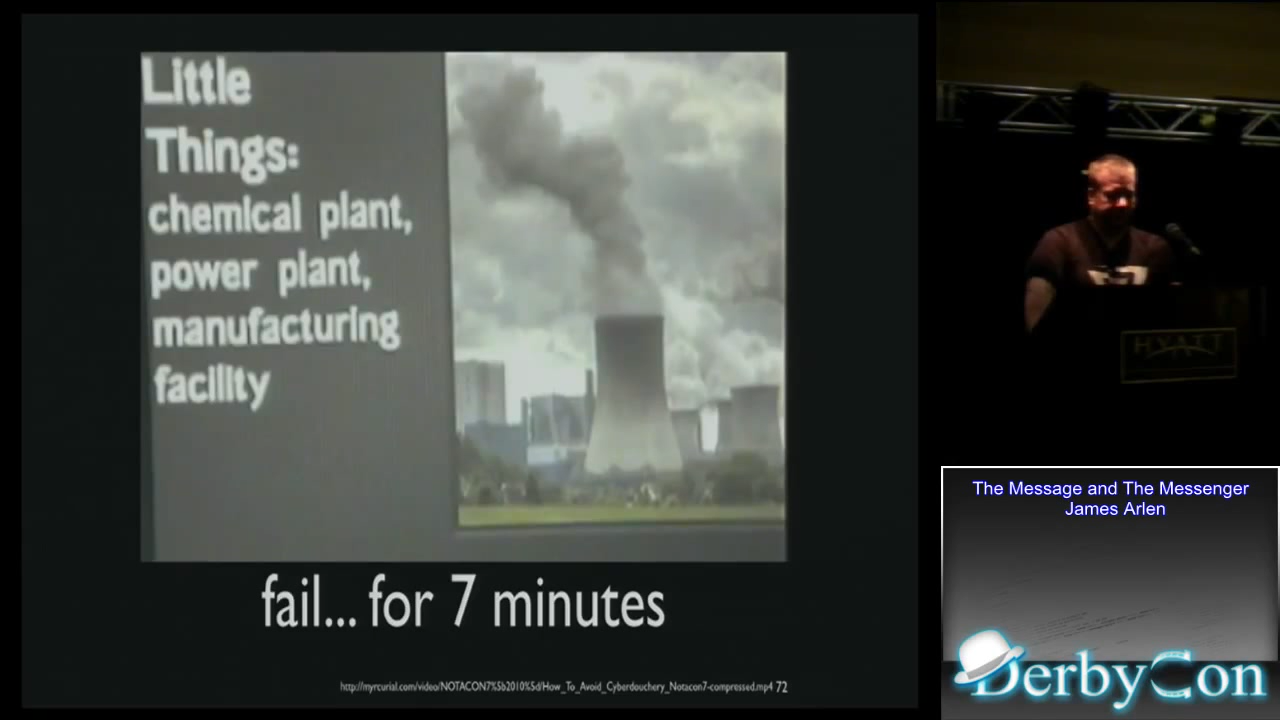 Little
Things:
chemical plant,
power plant,
manufacturing
facility
fail... for 7 minutes
http://myrcurial.com/video/NOTACON7%5b2010%5d/How_To_Avoid_Cyberdouchery_Notacon7-compressed.mp4 72
HYATT
The Message and The Messenger
James Arlen
DerbyCon